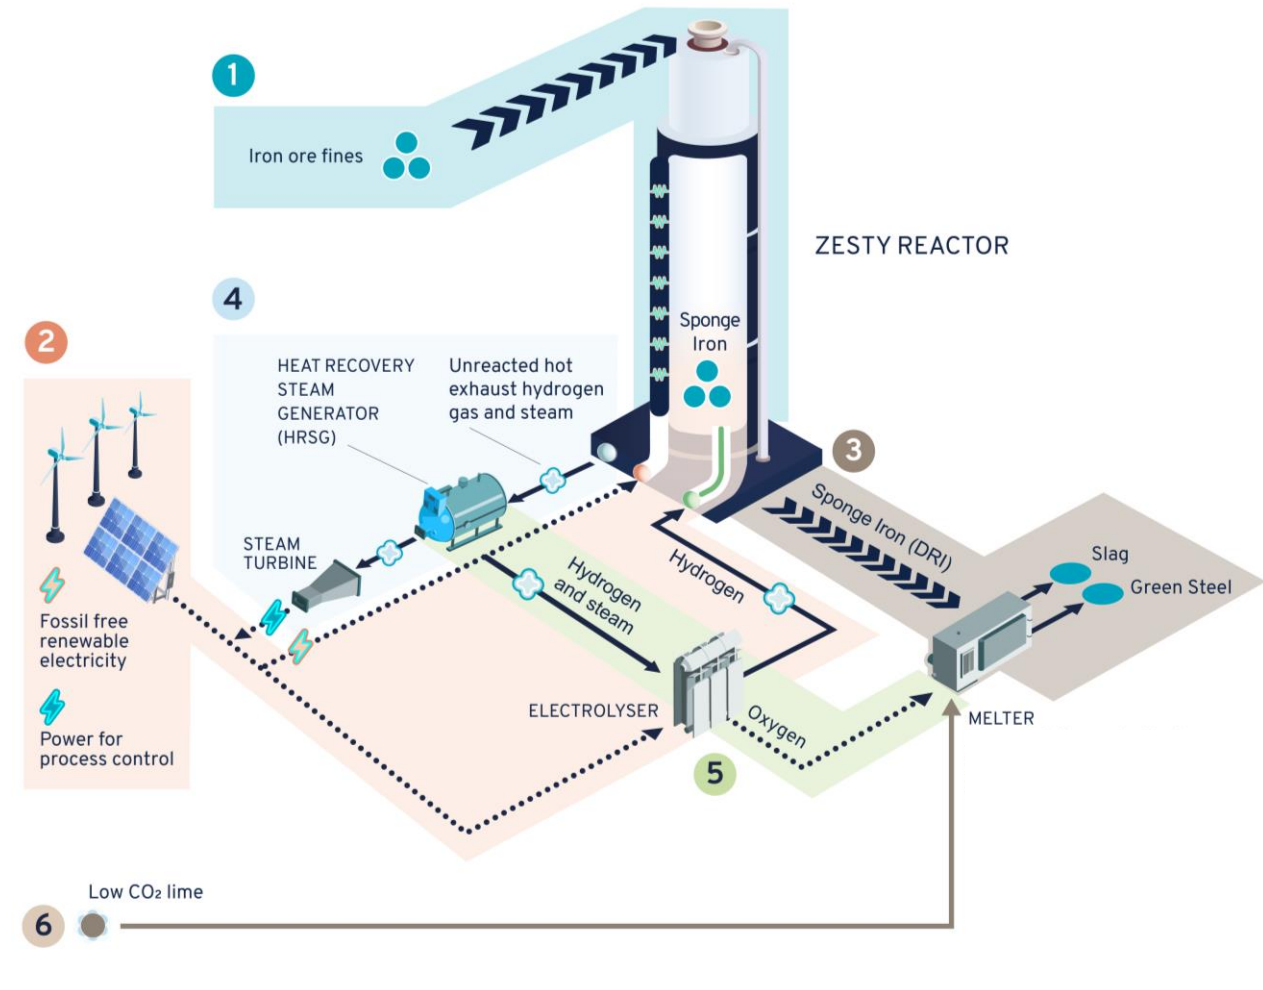 1
Iron ore fines
ZESTY REACTOR
Sponge
Iron
4
2
HEAT RECOVERY
STEAM
GENERATOR
(HRSG)
Unreacted hot
exhaust hydrogen
gas and steam
3
Sponge Iron (DRI)
STEAM
TURBINE
Hydrogen
and steam
Hydrogen
Slag
Green Steel
Fossil free
renewable
electricity
ELECTROLYSER
Oxygen
MELTER
Power for
process control
5
Low CO₂ lime
6